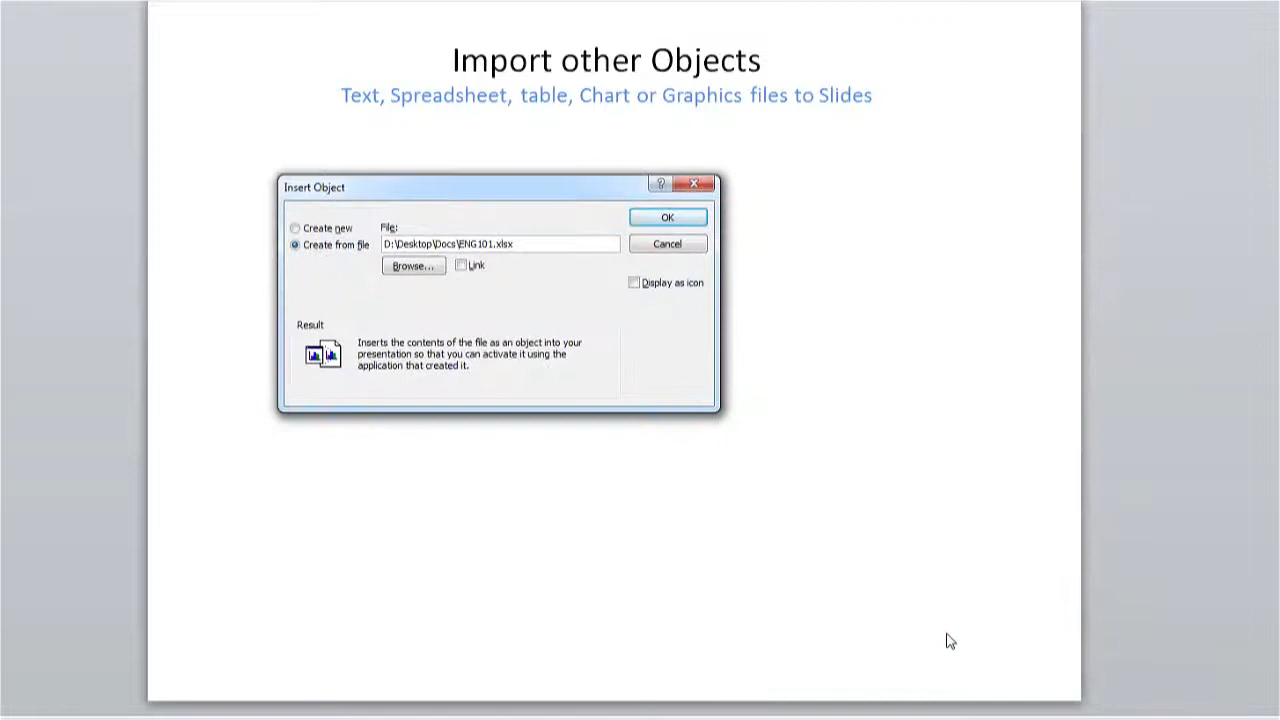 Import other Objects
Text, Spreadsheet, table, Chart or Graphics files to Slides
Insert Object
?
OK
Create new
File:
Create from file
D:\Desktop\Docs\ENG101.xlsx
Cancel
Browse...
Link
Display as icon
Result
Inserts the contents of the file as an object into your
presentation so that you can activate it using the
application that created it.